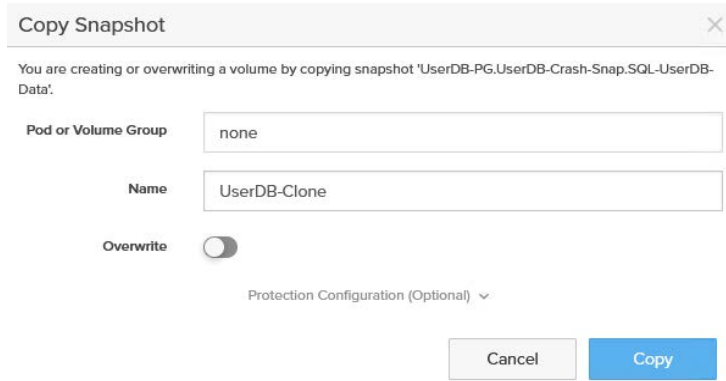 Copy Snapshot
You are creating or overwriting a volume by copying snapshot 'UserDB-PG.UserDB-Crash-Snap.SQL-UserDB-
Data'.
Pod or Volume Group none
Name UserDB-Clone
Overwrite
Protection Configuration (Optional)
Cancel Copy